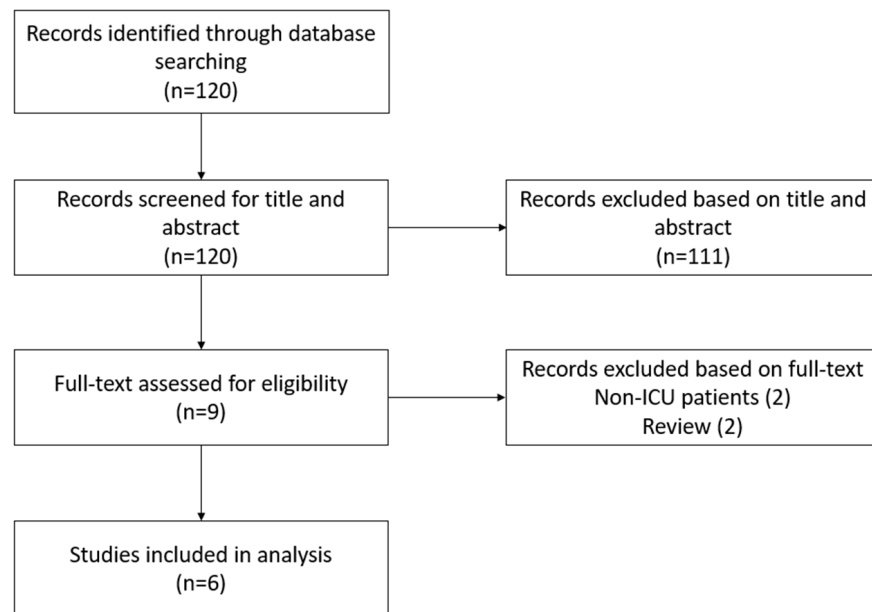 Records identified through database
searching
(n=120)
Records screened for title and
abstract
(n=120)
Records excluded based on title and
abstract
(n=111)
Full-text assessed for eligibility
(n=9)
Records excluded based on full-text
Non-ICU patients (2)
Review (2)
Studies included in analysis
(n=6)